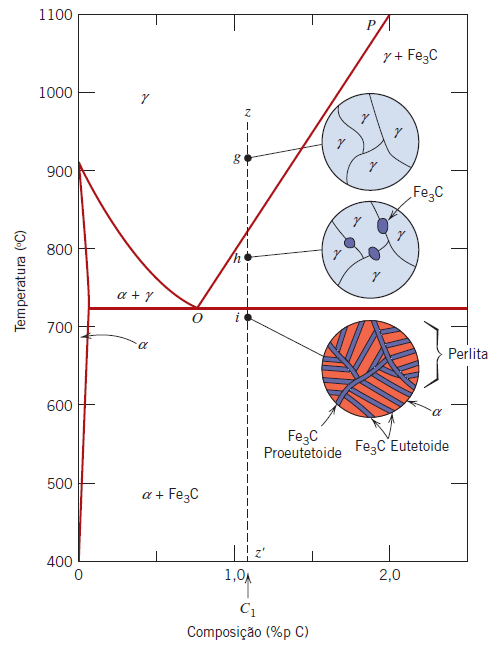 1100
P
γ + Fe₃C
1000
γ
z
γ
γ
γ
g
γ
900
Fe₃C
γ
γ
800
h
γ
γ
α + γ
O
i
700
α
Perlita
600
α
Fe₃C
Proeutetoide
Fe₃C Eutetoide
α + Fe₃C
500
z'
400
0
1,0
2,0
C₁
Composição (%p C)
Temperatura (°C)